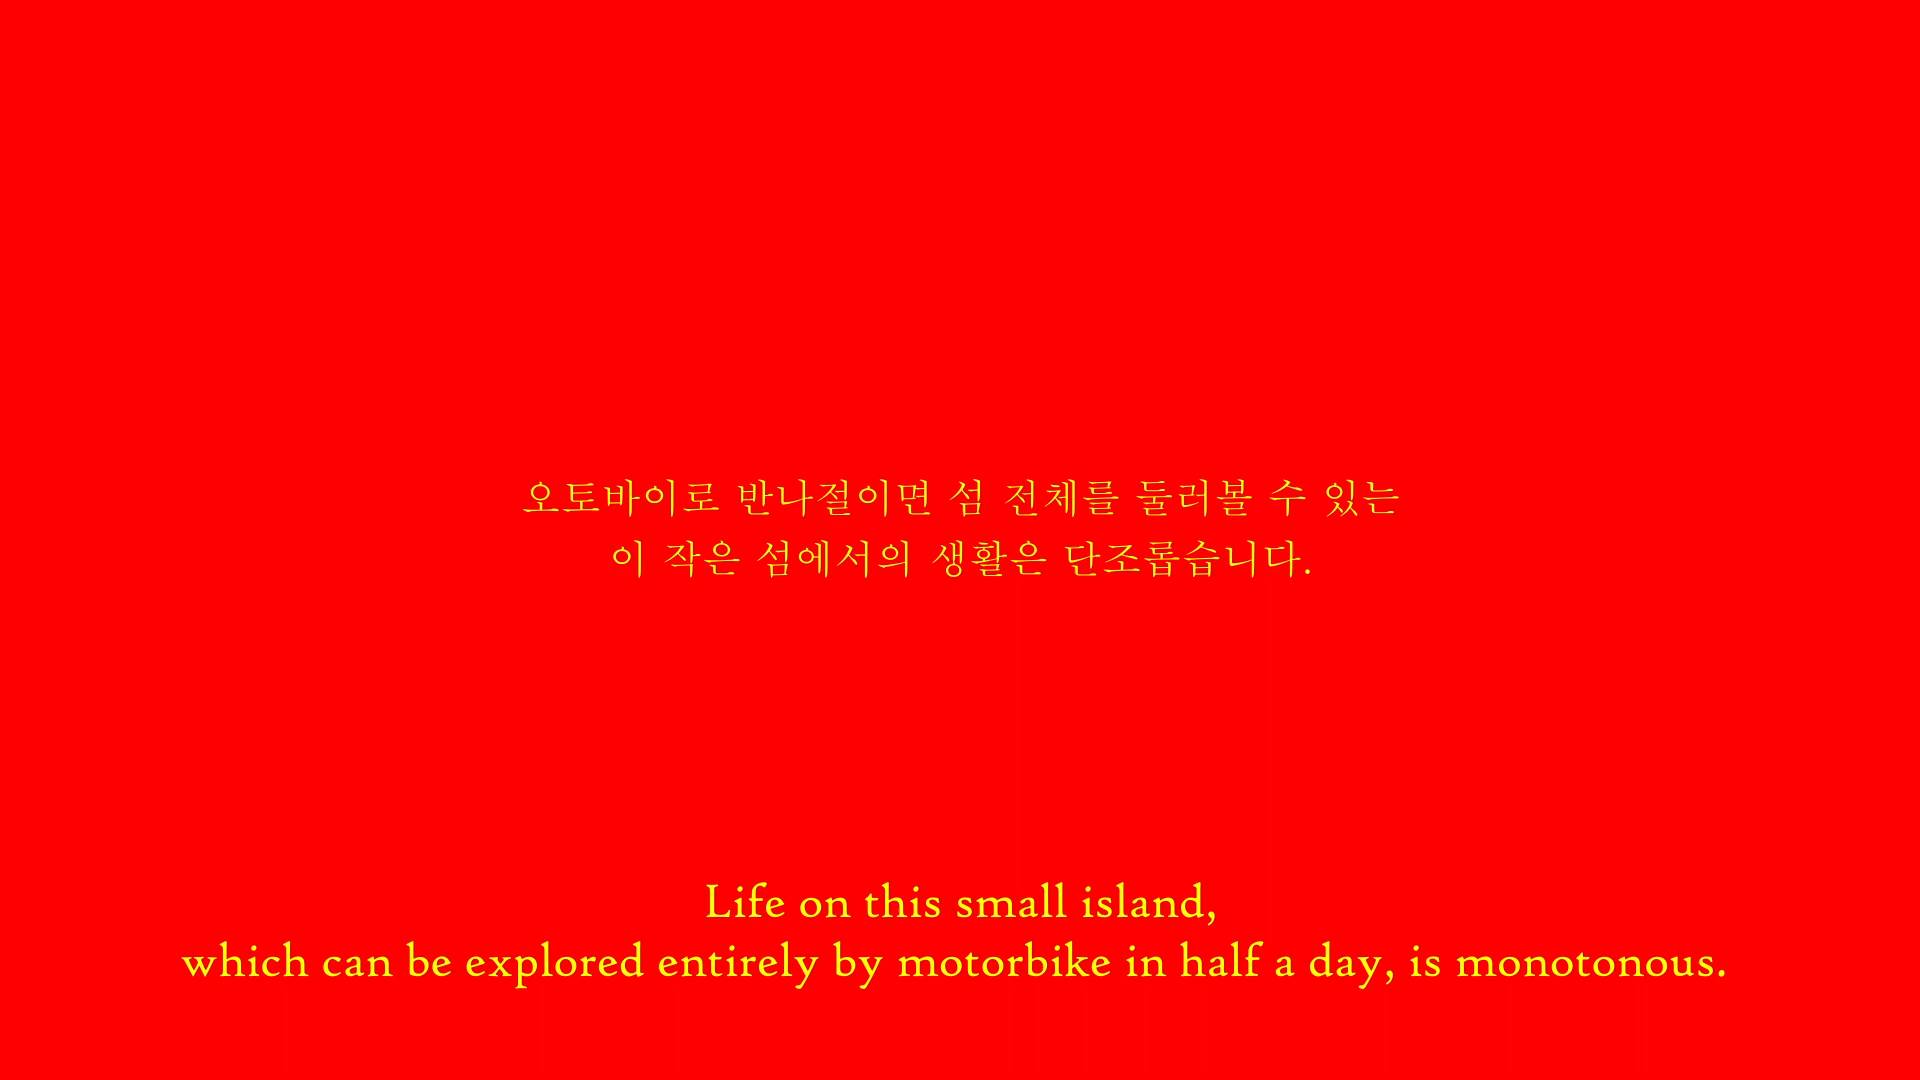 오토바이로 반나절이면 섬 전체를 둘러볼 수 있는
이 작은 섬에서의 생활은 단조롭습니다.
Life on this small island,
which can be explored entirely by motorbike in half a day, is monotonous.